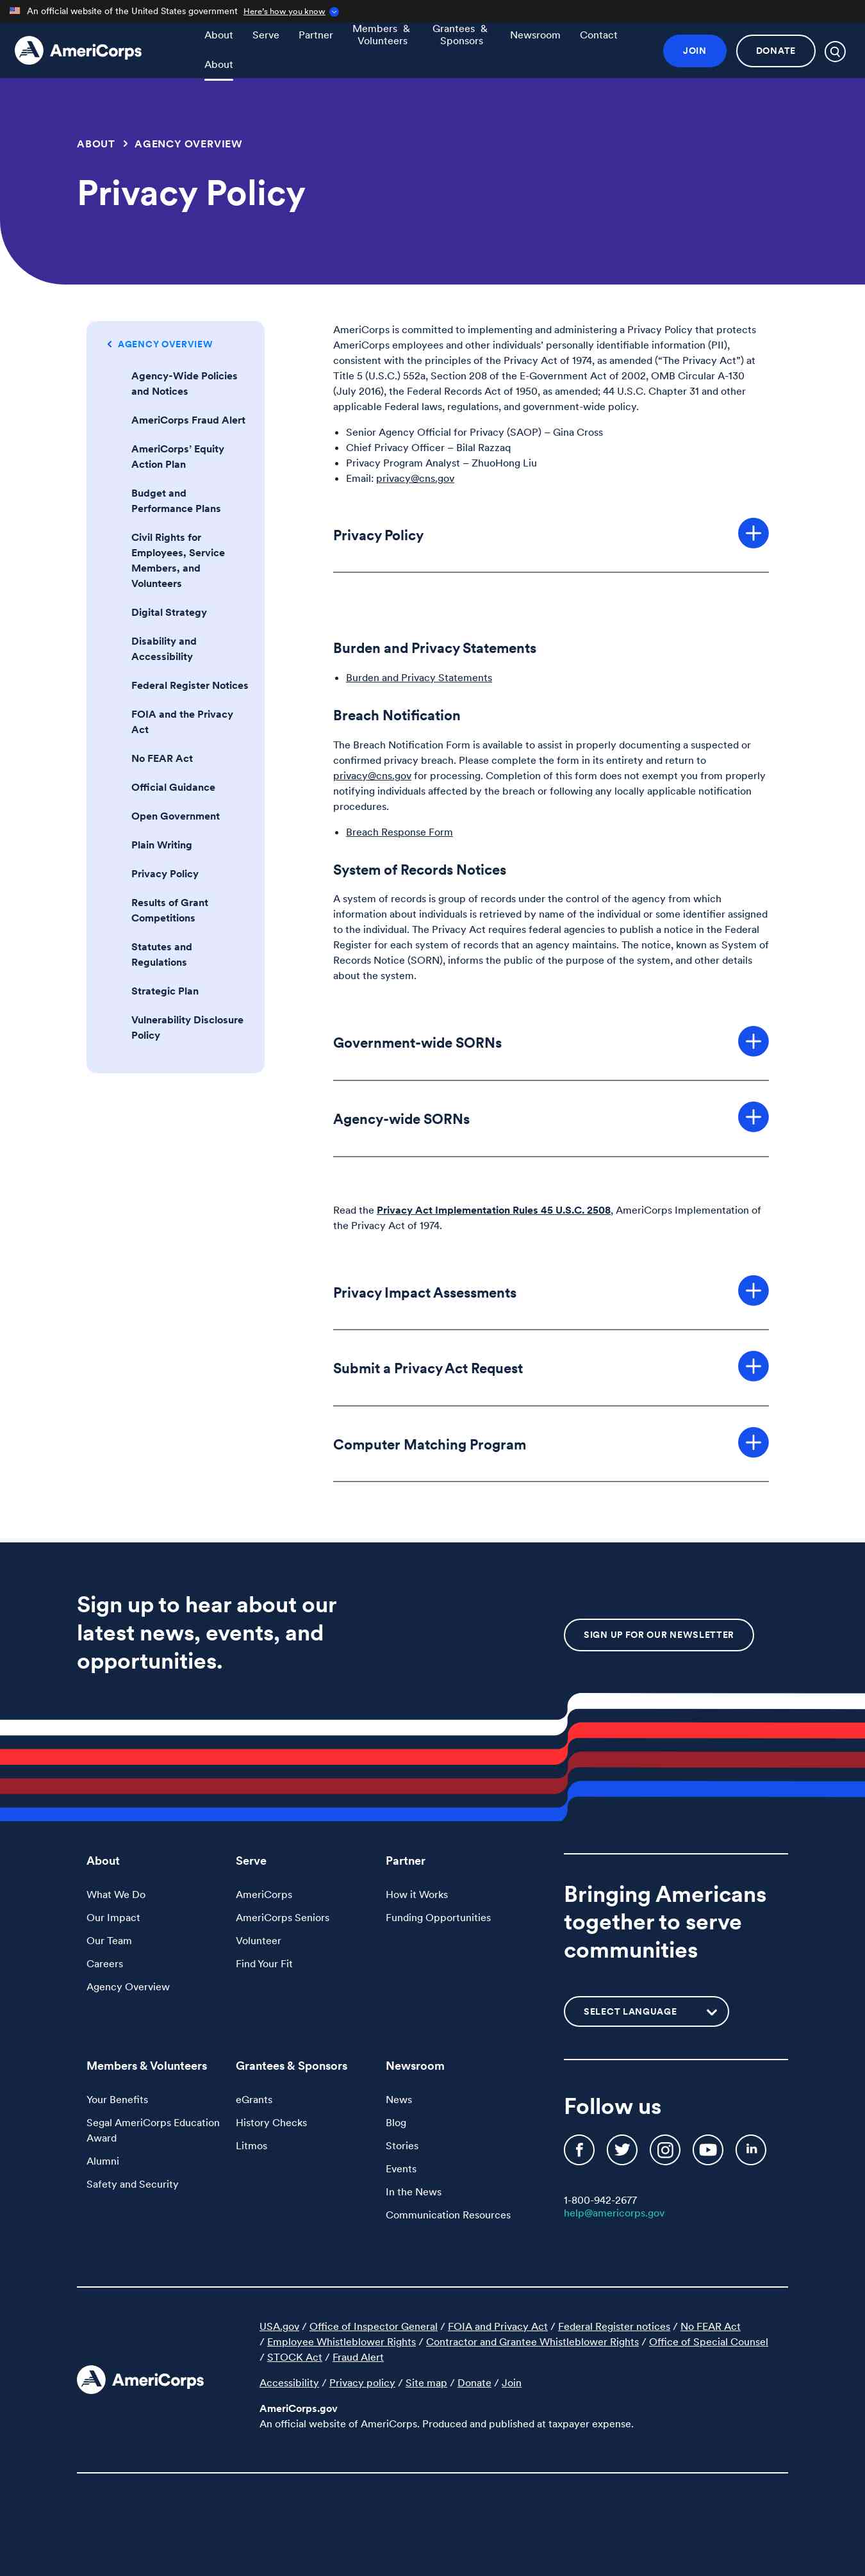 An official website of the United States government Here's how you know
AmeriCorps
About Serve Partner Members & Volunteers Grantees & Sponsors Newsroom Contact
About
JOIN DONATE
ABOUT > AGENCY OVERVIEW
Privacy Policy
AGENCY OVERVIEW
Agency-Wide Policies
and Notices
AmeriCorps Fraud Alert
AmeriCorps' Equity
Action Plan
Budget and
Performance Plans
Civil Rights for
Employees, Service
Members, and
Volunteers
Digital Strategy
Disability and
Accessibility
Federal Register Notices
FOIA and the Privacy
Act
No FEAR Act
Official Guidance
Open Government
Plain Writing
Privacy Policy
Results of Grant
Competitions
Statutes and
Regulations
Strategic Plan
Vulnerability Disclosure
Policy
AmeriCorps is committed to implementing and administering a Privacy Policy that protects
AmeriCorps employees and other individuals' personally identifiable information (PII),
consistent with the principles of the Privacy Act of 1974, as amended ("The Privacy Act") at
Title 5 (U.S.C.) 552a, Section 208 of the E-Government Act of 2002, OMB Circular A-130
(July 2016), the Federal Records Act of 1950, as amended; 44 U.S.C. Chapter 31 and other
applicable Federal laws, regulations, and government-wide policy.
• Senior Agency Official for Privacy (SAOP) – Gina Cross
• Chief Privacy Officer – Bilal Razzaq
• Privacy Program Analyst – ZhuoHong Liu
• Email: privacy@cns.gov
Privacy Policy
Burden and Privacy Statements
• Burden and Privacy Statements
Breach Notification
The Breach Notification Form is available to assist in properly documenting a suspected or
confirmed privacy breach. Please complete the form in its entirety and return to
privacy@cns.gov for processing. Completion of this form does not exempt you from properly
notifying individuals affected by the breach or following any locally applicable notification
procedures.
• Breach Response Form
System of Records Notices
A system of records is group of records under the control of the agency from which
information about individuals is retrieved by name of the individual or some identifier assigned
to the individual. The Privacy Act requires federal agencies to publish a notice in the Federal
Register for each system of records that an agency maintains. The notice, known as System of
Records Notice (SORN), informs the public of the purpose of the system, and other details
about the system.
Government-wide SORNs
Agency-wide SORNs
Read the Privacy Act Implementation Rules 45 U.S.C. 2508, AmeriCorps Implementation of
the Privacy Act of 1974.
Privacy Impact Assessments
Submit a Privacy Act Request
Computer Matching Program
Sign up to hear about our
latest news, events, and
opportunities.
SIGN UP FOR OUR NEWSLETTER
About
What We Do
Our Impact
Our Team
Careers
Agency Overview
Serve
AmeriCorps
AmeriCorps Seniors
Volunteer
Find Your Fit
Partner
How it Works
Funding Opportunities
Bringing Americans
together to serve
communities
SELECT LANGUAGE
Members & Volunteers
Your Benefits
Segal AmeriCorps Education
Award
Alumni
Safety and Security
Grantees & Sponsors
eGrants
History Checks
Litmos
Newsroom
News
Blog
Stories
Events
In the News
Communication Resources
Follow us
1-800-942-2677
help@americorps.gov
AmeriCorps
USA.gov / Office of Inspector General / FOIA and Privacy Act / Federal Register notices / No FEAR Act
/ Employee Whistleblower Rights / Contractor and Grantee Whistleblower Rights / Office of Special Counsel
/ STOCK Act / Fraud Alert
Accessibility / Privacy policy / Site map / Donate / Join
AmeriCorps.gov
An official website of AmeriCorps. Produced and published at taxpayer expense.